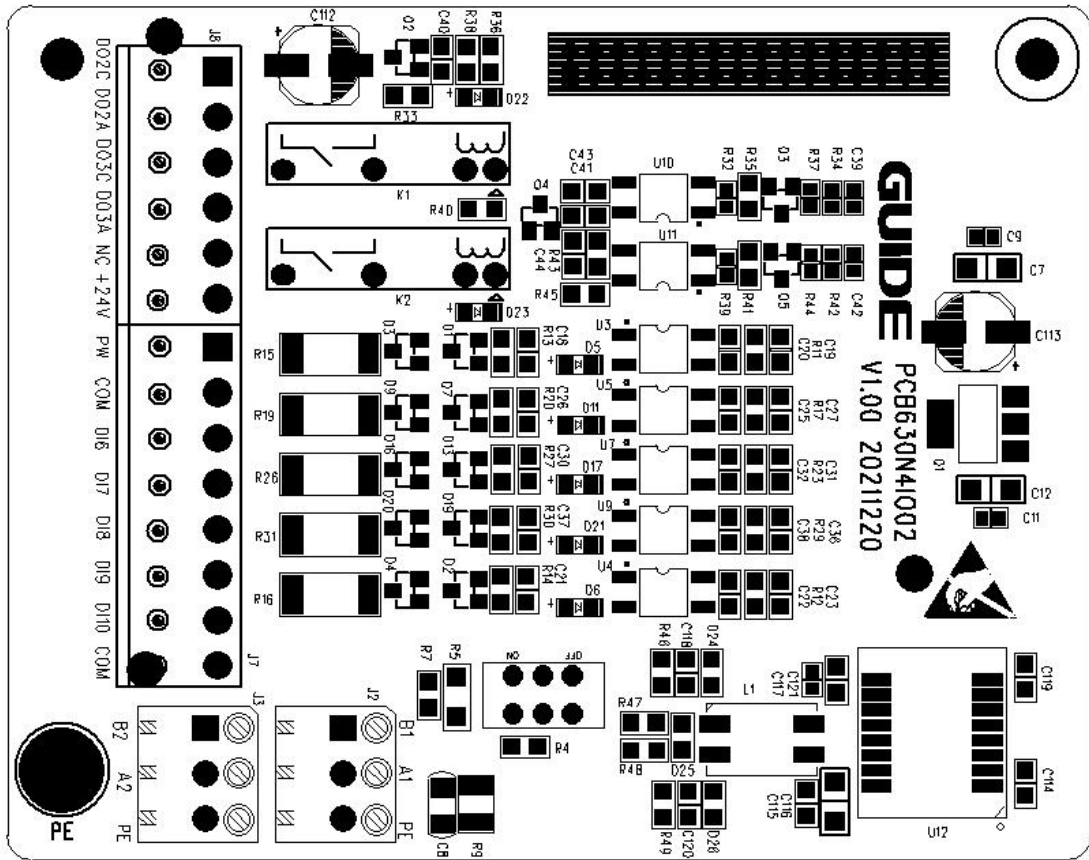 C112
J8
Q2
C40
R38
R36
D22
R33
DO2C
DO2A
DO3C
DO3A
NC
+24V
PW
COM
DI6
DI7
DI8
DI9
DI10
COM
K1
R40
K2
D23
Q4
C43
C41
U10
R32
R35
Q3
R37
R34
C39
C44
R43
R45
U11
R39
R41
Q5
R44
R42
C42
GUIDE
PCB630N4IO02
V1.00 20211220
C9
C7
C113
Q1
C12
C11
R15
D3
D1
R13
C18
D5
U3
C20
R11
C19
R19
D9
D7
R20
C26
D11
U5
C25
R17
C27
R26
D16
D13
R27
C30
D17
U7
C32
R23
C31
R31
D20
D19
R30
C37
D21
U9
C38
R29
C36
R16
D4
D2
R14
C21
D6
U4
C22
R12
C23
J7
J3
J2
B2
A2
PE
B1
A1
PE
PE
R7
R5
ON
OFF
R4
C8
R9
R46
C118
D24
R47
R48
D25
L1
C117
C121
C119
C114
C116
C115
R49
C120
D26
U12